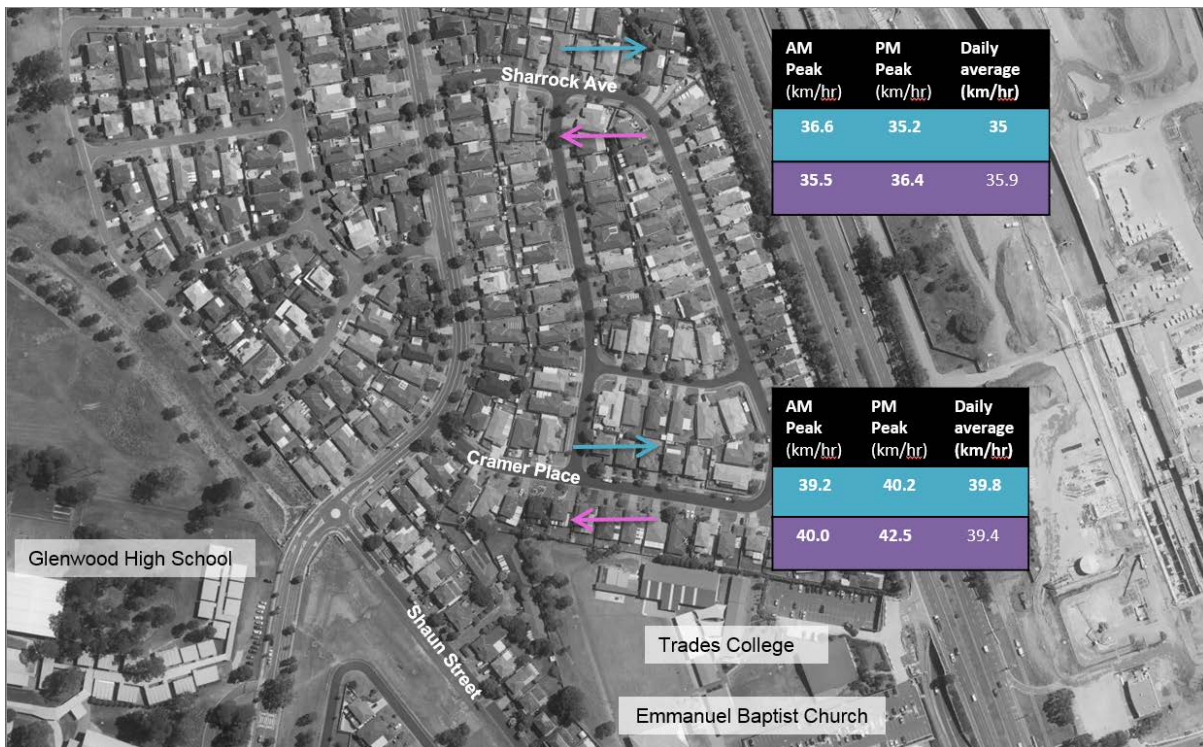 Sharrock Ave
AM Peak (km/hr) PM Peak (km/hr) Daily average (km/hr)
36.6 35.2 35
35.5 36.4 35.9
AM Peak (km/hr) PM Peak (km/hr) Daily average (km/hr)
39.2 40.2 39.8
40.0 42.5 39.4
Cramer Place
Glenwood High School
Shaun Street
Trades College
Emmanuel Baptist Church